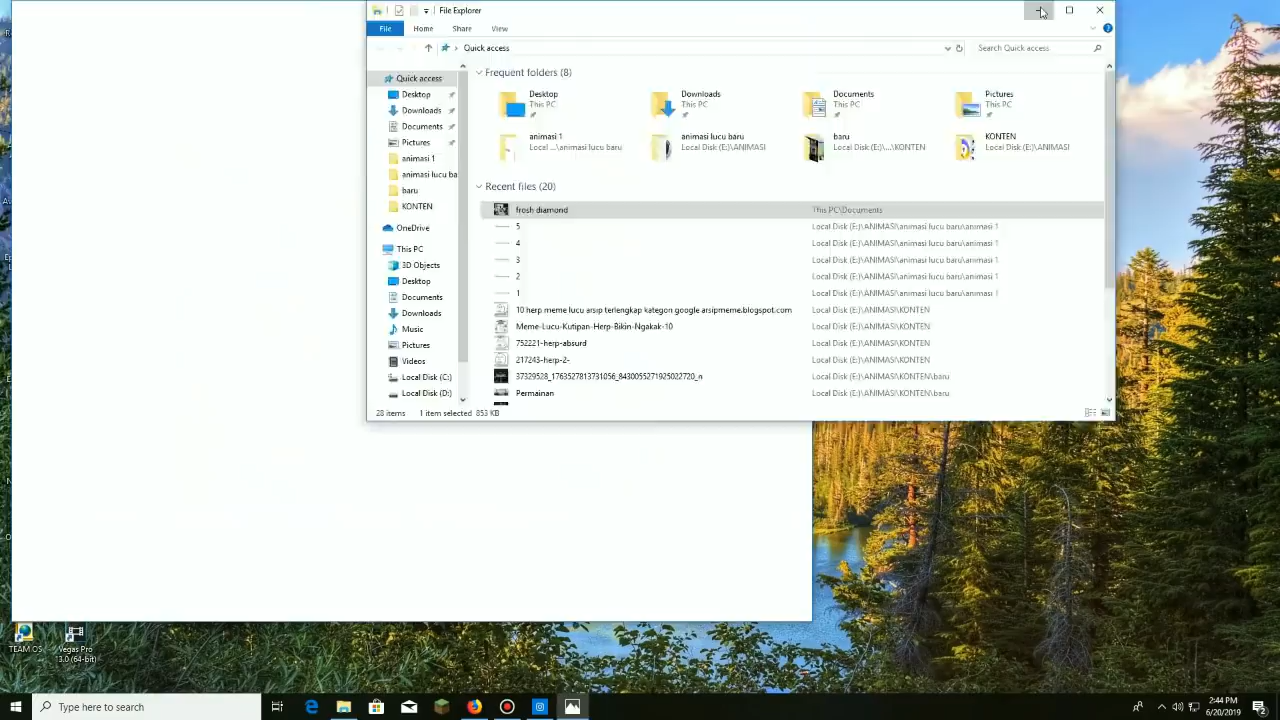 File Explorer
File
Home
Share
View
Quick access
Search Quick access
Quick access
Desktop
Downloads
Documents
Pictures
animasi 1
animasi lucu ba
baru
KONTEN
OneDrive
This PC
3D Objects
Desktop
Documents
Downloads
Music
Pictures
Videos
Local Disk (C:)
Local Disk (D:)
Frequent folders (8)
Desktop
This PC
Downloads
This PC
Documents
This PC
Pictures
This PC
animasi 1
Local ...\animasi lucu baru
animasi lucu baru
Local Disk (E:)\ANIMASI
baru
Local Disk (E:)\...\KONTEN
KONTEN
Local Disk (E:)\ANIMASI
Recent files (20)
frosh diamond This PC\Documents
5 Local Disk (E:)\ANIMASI\animasi lucu baru\animasi 1
4 Local Disk (E:)\ANIMASI\animasi lucu baru\animasi 1
3 Local Disk (E:)\ANIMASI\animasi lucu baru\animasi 1
2 Local Disk (E:)\ANIMASI\animasi lucu baru\animasi 1
1 Local Disk (E:)\ANIMASI\animasi lucu baru\animasi 1
10 herp meme lucu arsip terlengkap kategori google arsipmeme.blogspot.com Local Disk (E:)\ANIMASI\KONTEN
Meme-Lucu-Kutipan-Herp-Bikin-Ngakak-10 Local Disk (E:)\ANIMASI\KONTEN
752221-herp-absurd Local Disk (E:)\ANIMASI\KONTEN
217243-herp-2- Local Disk (E:)\ANIMASI\KONTEN
37329528_1763527813731056_8430055271925022720_n Local Disk (E:)\ANIMASI\KONTEN\baru
Permainan Local Disk (E:)\ANIMASI\KONTEN\baru
28 items 1 item selected 853 KB
TEAM OS
Vegas Pro
13.0 (64-bit)
Type here to search
2:44 PM
6/20/2019
2